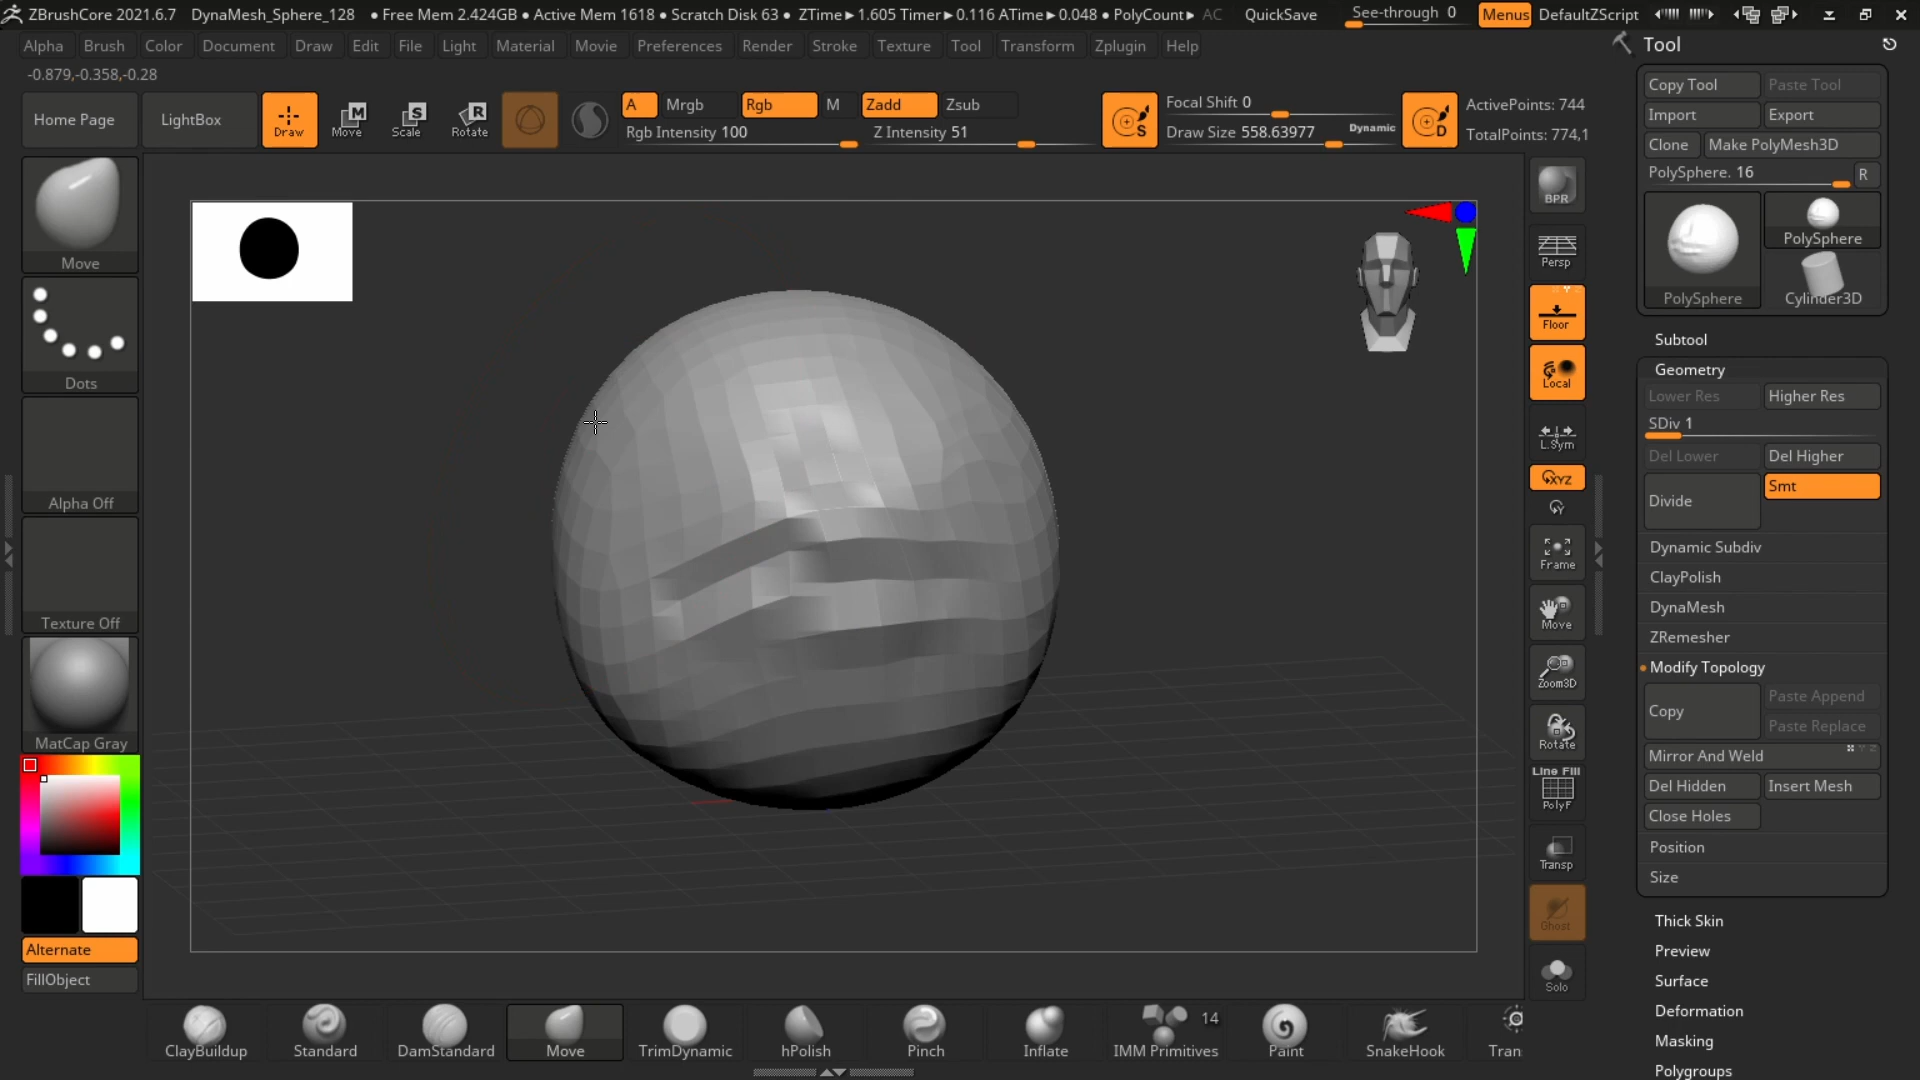 ZBrushCore 2021.6.7 DynaMesh_Sphere_128 • Free Mem 2.424GB • Active Mem 1618 • Scratch Disk 63 • ZTime►1.605 Timer►0.116 ATime►0.048 • PolyCount► AC QuickSave See-through 0 Menus DefaultZScript
Alpha Brush Color Document Draw Edit File Light Material Movie Preferences Render Stroke Texture Tool Transform Zplugin Help
Tool
-0.879,-0.358,-0.28
Home Page LightBox Draw Move Scale Rotate
M S R
A Mrgb Rgb M Zadd Zsub
Rgb Intensity 100 Z Intensity 51
S Focal Shift 0
Draw Size 558.63977 Dynamic D
ActivePoints: 744
TotalPoints: 774,1
Move
Dots
Alpha Off
Texture Off
MatCap Gray
Alternate
FillObject
BPR
Persp
Floor
Local
L.Sym
XYZ
Y
Frame
Move
Zoom3D
Rotate
Line Fill
PolyF
Transp
Ghost
Solo
Copy Tool Paste Tool
Import Export
Clone Make PolyMesh3D
PolySphere. 16 R
PolySphere PolySphere
Cylinder3D
Subtool
Geometry
Lower Res Higher Res
SDiv 1
Del Lower Del Higher
Divide Smt
Dynamic Subdiv
ClayPolish
DynaMesh
ZRemesher
Modify Topology
Copy Paste Append
Paste Replace
Mirror And Weld
Del Hidden Insert Mesh
Close Holes
Position
Size
Thick Skin
Preview
Surface
Deformation
Masking
Polygroups
14
ClayBuildup Standard DamStandard Move TrimDynamic hPolish Pinch Inflate IMM Primitives Paint SnakeHook Tran